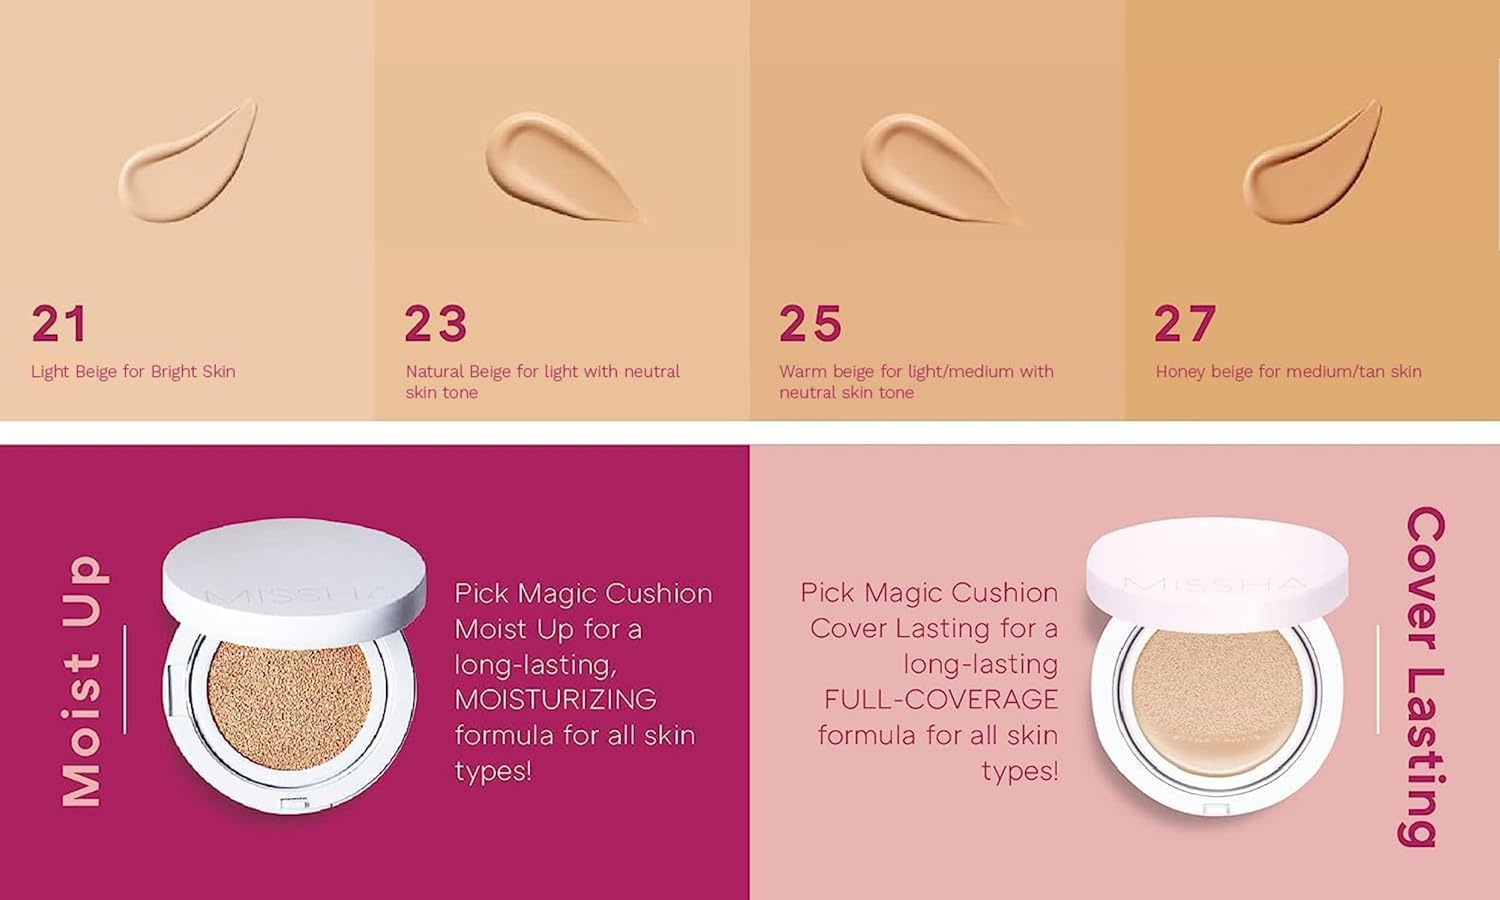 21
Light Beige for Bright Skin
23
Natural Beige for light with neutral
skin tone
25
Warm beige for light/medium with
neutral skin tone
27
Honey beige for medium/tan skin
Moist Up
MISSHA
Pick Magic Cushion
Moist Up for a
long-lasting,
MOISTURIZING
formula for all skin
types!
Pick Magic Cushion
Cover Lasting for a
long-lasting
FULL-COVERAGE
formula for all skin
types!
MISSHA
Cover Lasting